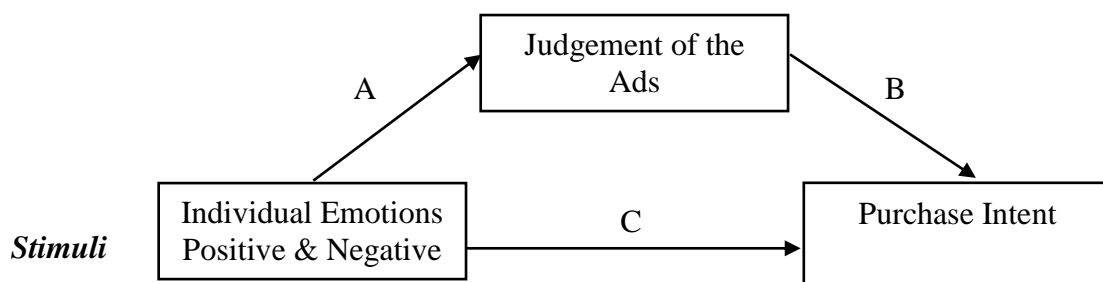 Judgement of the
Ads
A
B
Individual Emotions
Positive & Negative
C
Purchase Intent
Stimuli